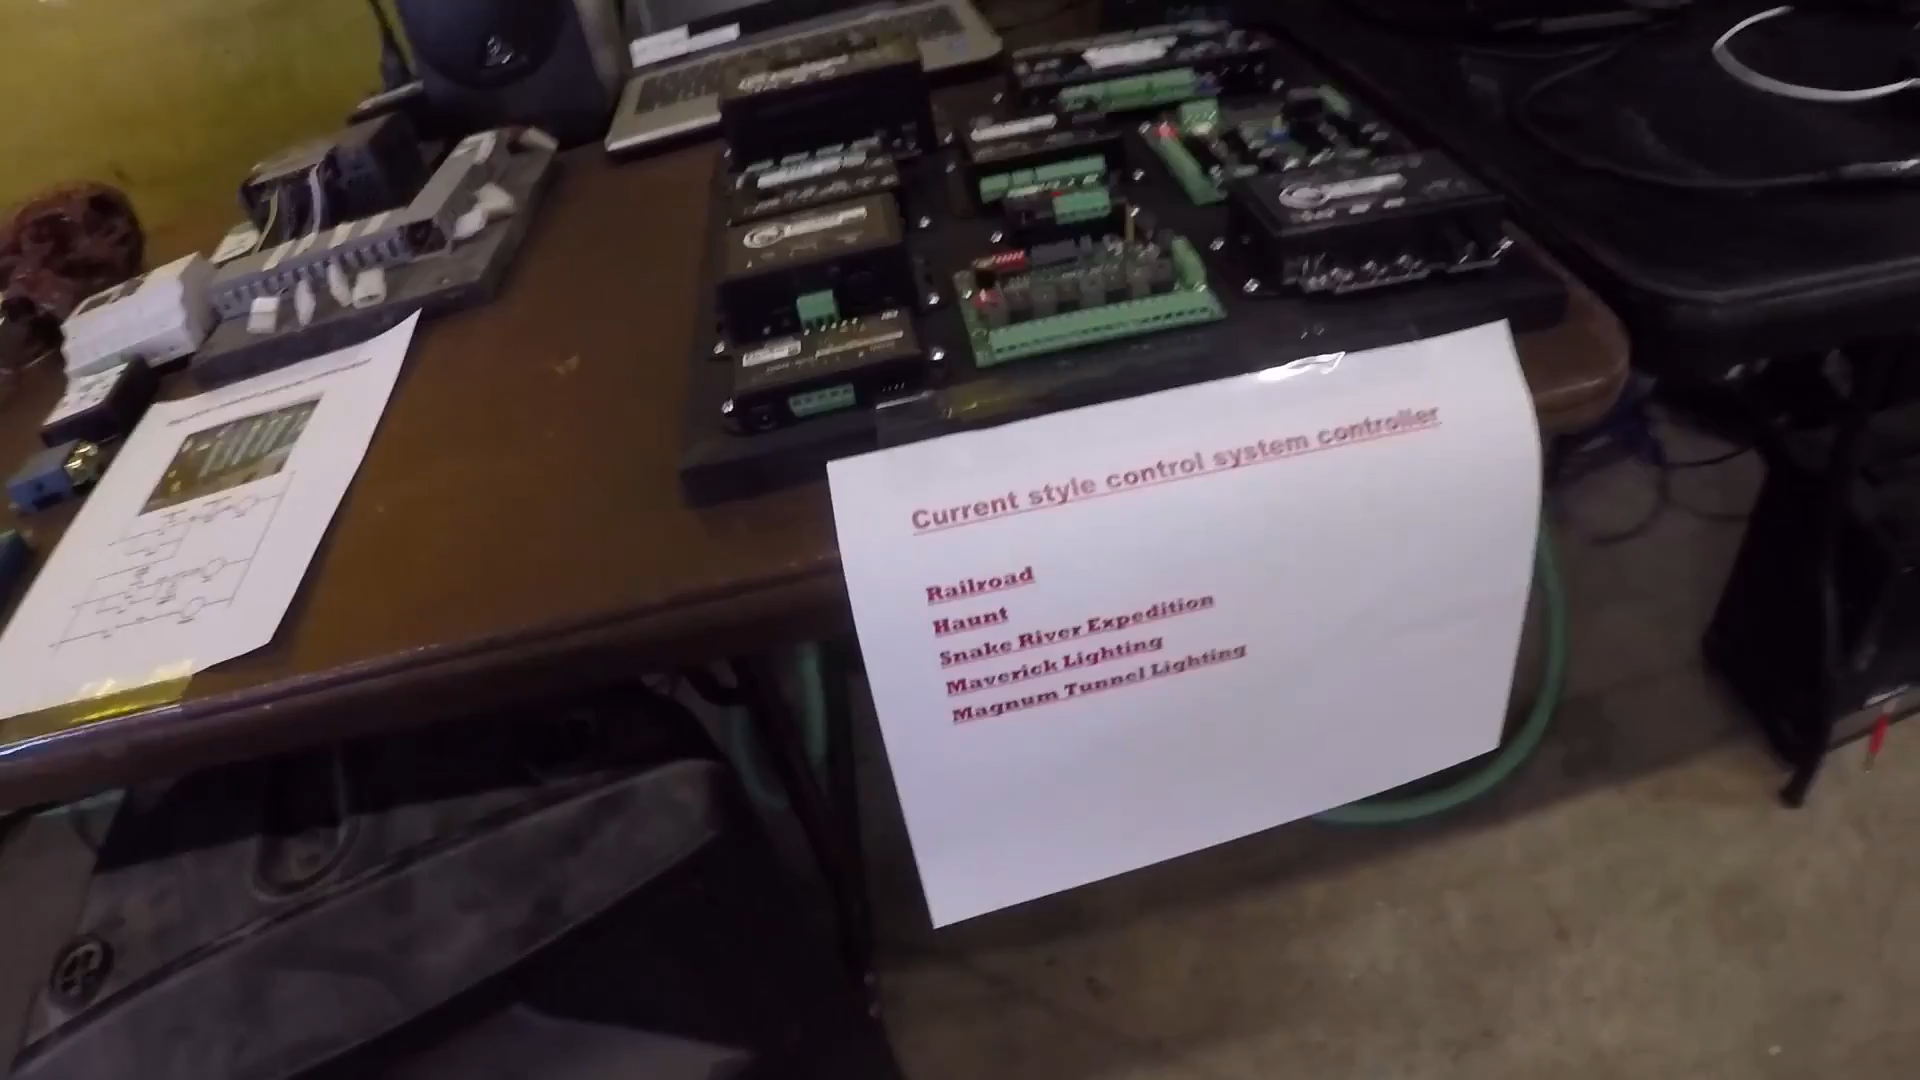 Current style control system controller
Railroad
Haunt
Snake River Expedition
Maverick Lighting
Magnum Tunnel Lighting